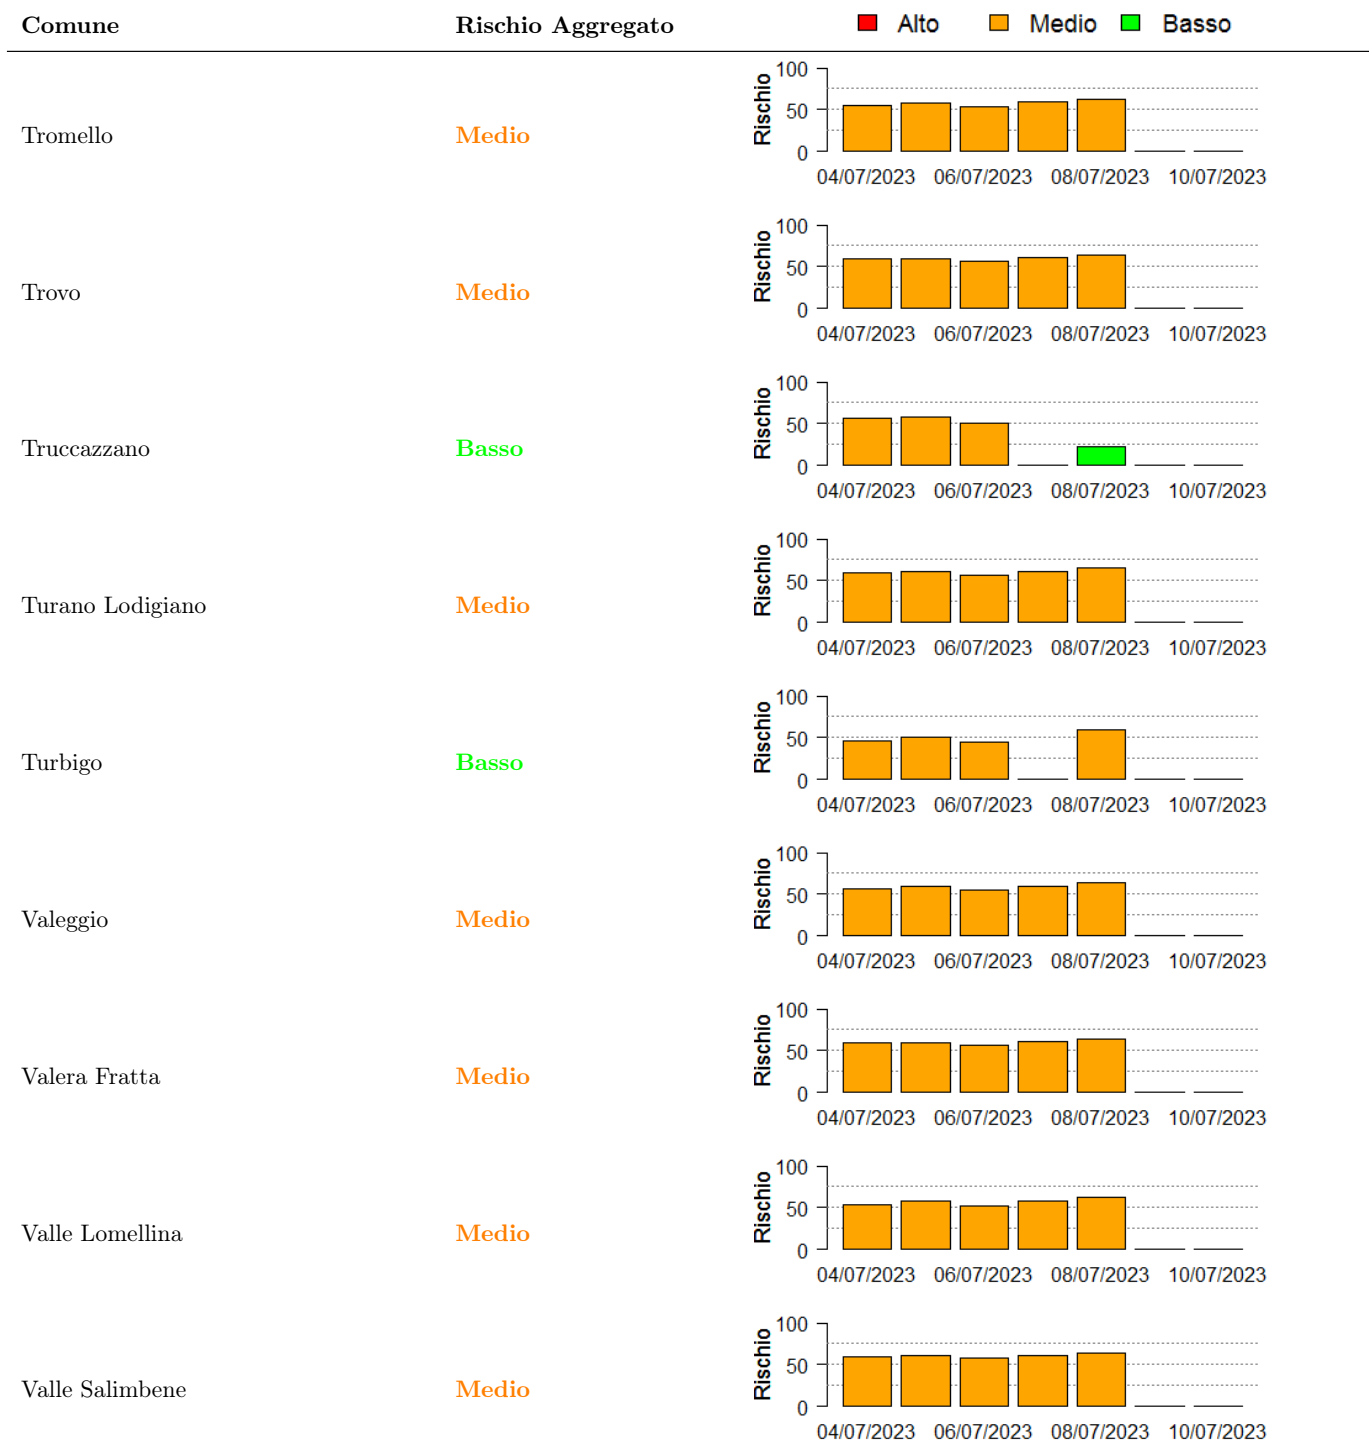 Comune Rischio Aggregato Alto Medio Basso
100
50
0
Rischio
Tromello Medio
04/07/2023 06/07/2023 08/07/2023 10/07/2023
100
50
0
Rischio
Trovo Medio
04/07/2023 06/07/2023 08/07/2023 10/07/2023
100
50
0
Rischio
Truccazzano Basso
04/07/2023 06/07/2023 08/07/2023 10/07/2023
100
50
0
Rischio
Turano Lodigiano Medio
04/07/2023 06/07/2023 08/07/2023 10/07/2023
100
50
0
Rischio
Turbigo Basso
04/07/2023 06/07/2023 08/07/2023 10/07/2023
100
50
0
Rischio
Valeggio Medio
04/07/2023 06/07/2023 08/07/2023 10/07/2023
100
50
0
Rischio
Valera Fratta Medio
04/07/2023 06/07/2023 08/07/2023 10/07/2023
100
50
0
Rischio
Valle Lomellina Medio
04/07/2023 06/07/2023 08/07/2023 10/07/2023
100
50
0
Rischio
Valle Salimbene Medio
04/07/2023 06/07/2023 08/07/2023 10/07/2023